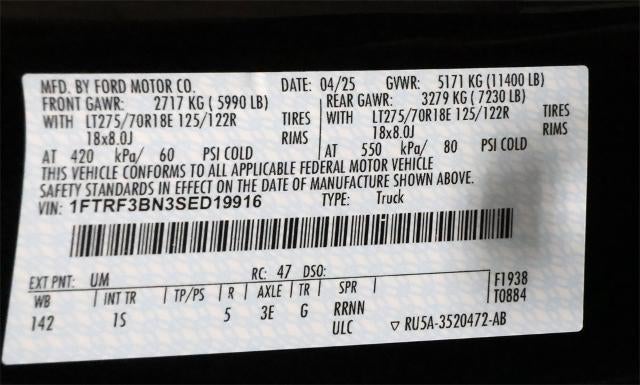 MFD. BY FORD MOTOR CO. DATE: 04/25 GVWR: 5171 KG (11400 LB)
FRONT GAWR: 2717 KG (5990 LB) REAR GAWR: 3279 KG (7230 LB)
WITH LT275/70R18E 125/122R TIRES WITH LT275/70R18E 125/122R TIRES
18x8.0J RIMS 18x8.0J RIMS
AT 420 kPa/ 60 PSI COLD AT 550 kPa/ 80 PSI COLD
THIS VEHICLE CONFORMS TO ALL APPLICABLE FEDERAL MOTOR VEHICLE
SAFETY STANDARDS IN EFFECT ON THE DATE OF MANUFACTURE SHOWN ABOVE.
VIN: 1FTRF3BN3SED19916 TYPE: Truck
EXT PNT: UM RC: 47 DSO: F1938
WB INT TR TP/PS R AXLE TR SPR T0884
142 1S 5 3E G RRNN
ULC ▽ RU5A-3520472-AB